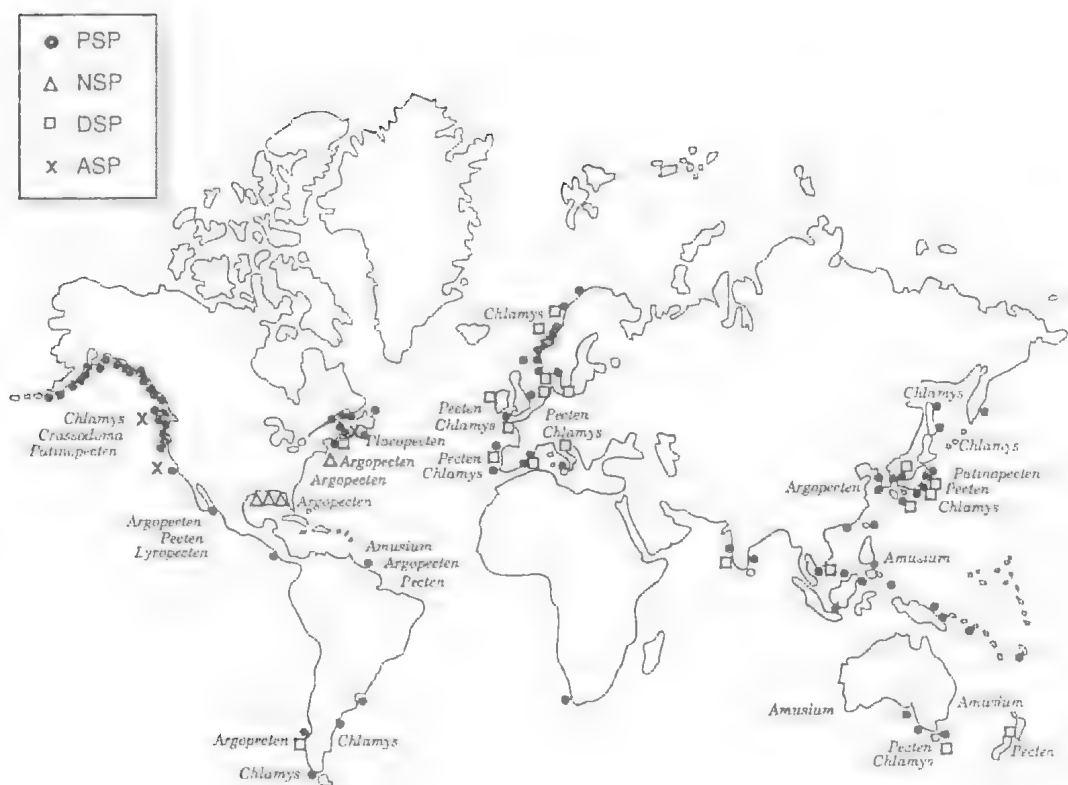 PSP
NSP
DSP
ASP
Chlamys
Pecten
Chlamys
Pecten
Chlamys
Chlamys
Chlamys
Crassodoma
Patinopecten
Placopecten
Pecten
Chlamys
Chlamys
Argopecten
Argopecten
Argopecten
Argopecten
Patinopecten
Pecten
Chlamys
Argopecten
Pecten
Lyropecten
Amusium
Argopecten
Pecten
Amusium
Amusium
Amusium
Argopecten
Chlamys
Pecten
Chlamys
Pecten
Chlamys